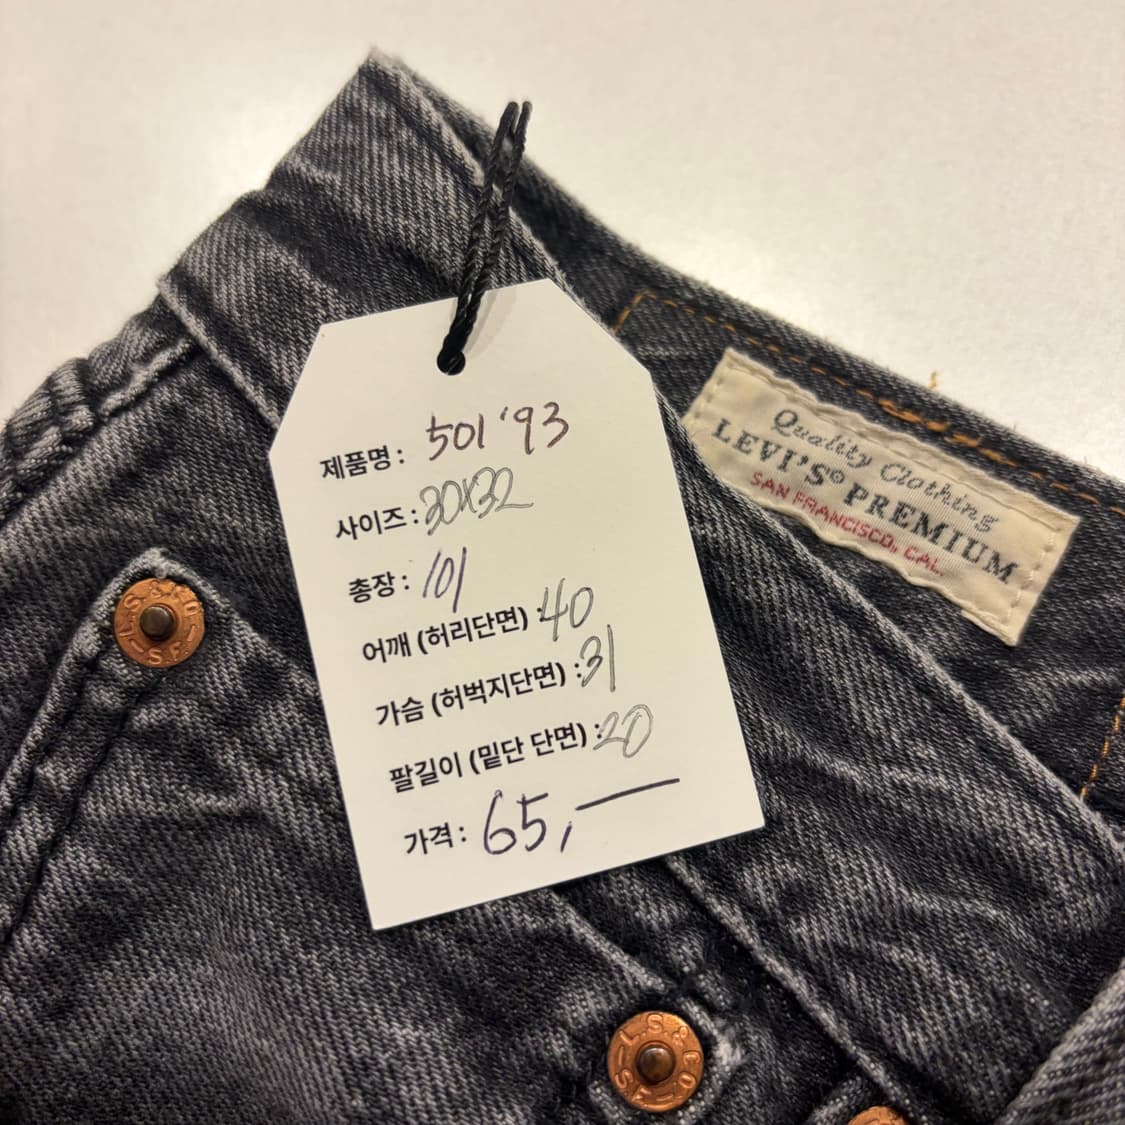 제품명 : 501 '93
사이즈 : 30X32
총장 : 101
어깨 (허리단면) : 40
가슴 (허벅지단면) : 31
팔길이 (밑단 단면) : 20
가격 : 65,—
Quality Clothing
LEVI'S® PREMIUM
SAN FRANCISCO, CAL.
L.S.&CO. S.F.
L.S.&CO. S.F.